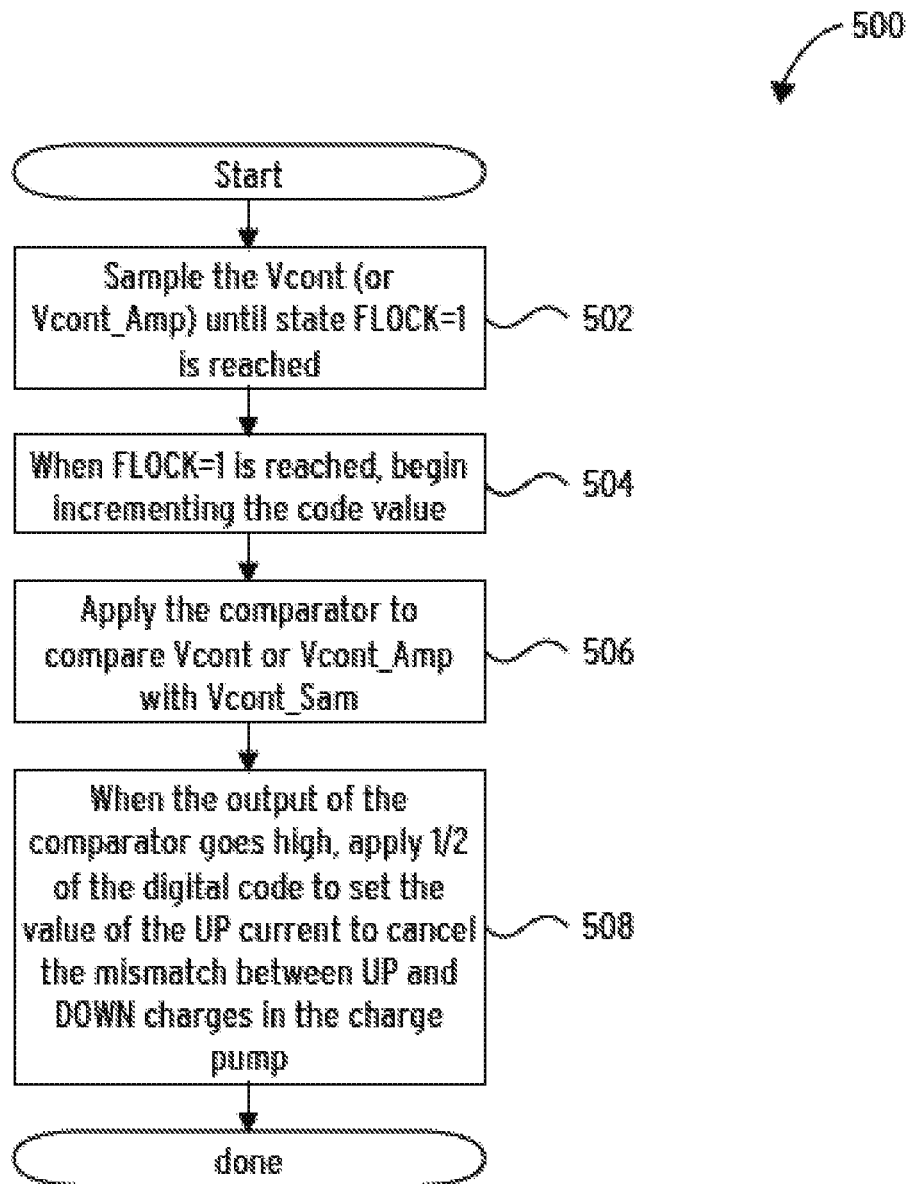 500
Start
Sample the Vcont (or
Vcont_Amp) until state FLOCK=1
is reached
502
When FLOCK=1 is reached, begin
incrementing the code value
504
Apply the comparator to
compare Vcont or Vcont_Amp
with Vcont_Sam
506
When the output of the
comparator goes high, apply 1/2
of the digital code to set the
value of the UP current to cancel
the mismatch between UP and
DOWN charges in the charge
pump
508
done